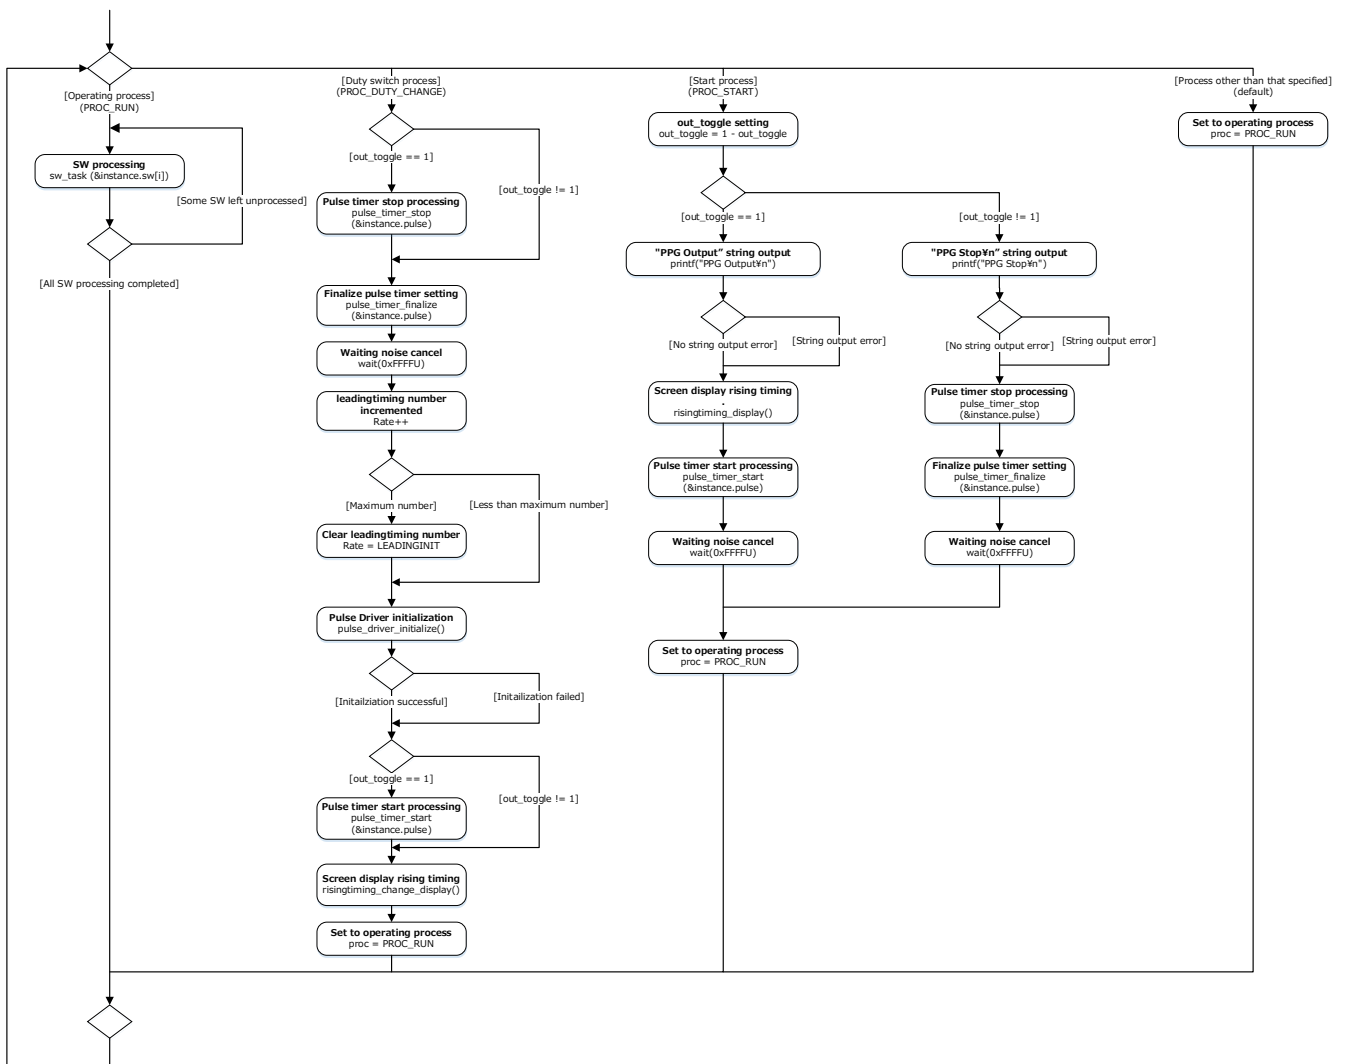 [Operating process]
(PROC_RUN)
SW processing
sw_task (&instance.sw[i])
[Some SW left unprocessed]
[All SW processing completed]
[Duty switch process]
(PROC_DUTY_CHANGE)
[out_toggle == 1]
[out_toggle != 1]
Pulse timer stop processing
pulse_timer_stop
(&instance.pulse)
Finalize pulse timer setting
pulse_timer_finalize
(&instance.pulse)
Waiting noise cancel
wait(0xFFFFU)
leadingtiming number
incremented
Rate++
[Maximum number]
[Less than maximum number]
Clear leadingtiming number
Rate = LEADINGINIT
Pulse Driver initialization
pulse_driver_initialize()
[Initailziation successful]
[Initailization failed]
[out_toggle == 1]
[out_toggle != 1]
Pulse timer start processing
pulse_timer_start
(&instance.pulse)
Screen display rising timing
risingtiming_change_display()
Set to operating process
proc = PROC_RUN
[Start process]
(PROC_START)
out_toggle setting
out_toggle = 1 - out_toggle
[out_toggle == 1]
[out_toggle != 1]
"PPG Output” string output
printf("PPG Output¥n")
[No string output error]
[String output error]
Screen display rising timing
.
risingtiming_display()
Pulse timer start processing
pulse_timer_start
(&instance.pulse)
Waiting noise cancel
wait(0xFFFFU)
"PPG Stop¥n” string output
printf("PPG Stop¥n")
[No string output error]
[String output error]
Pulse timer stop processing
pulse_timer_stop
(&instance.pulse)
Finalize pulse timer setting
pulse_timer_finalize
(&instance.pulse)
Waiting noise cancel
wait(0xFFFFU)
Set to operating process
proc = PROC_RUN
[Process other than that specified]
(default)
Set to operating process
proc = PROC_RUN